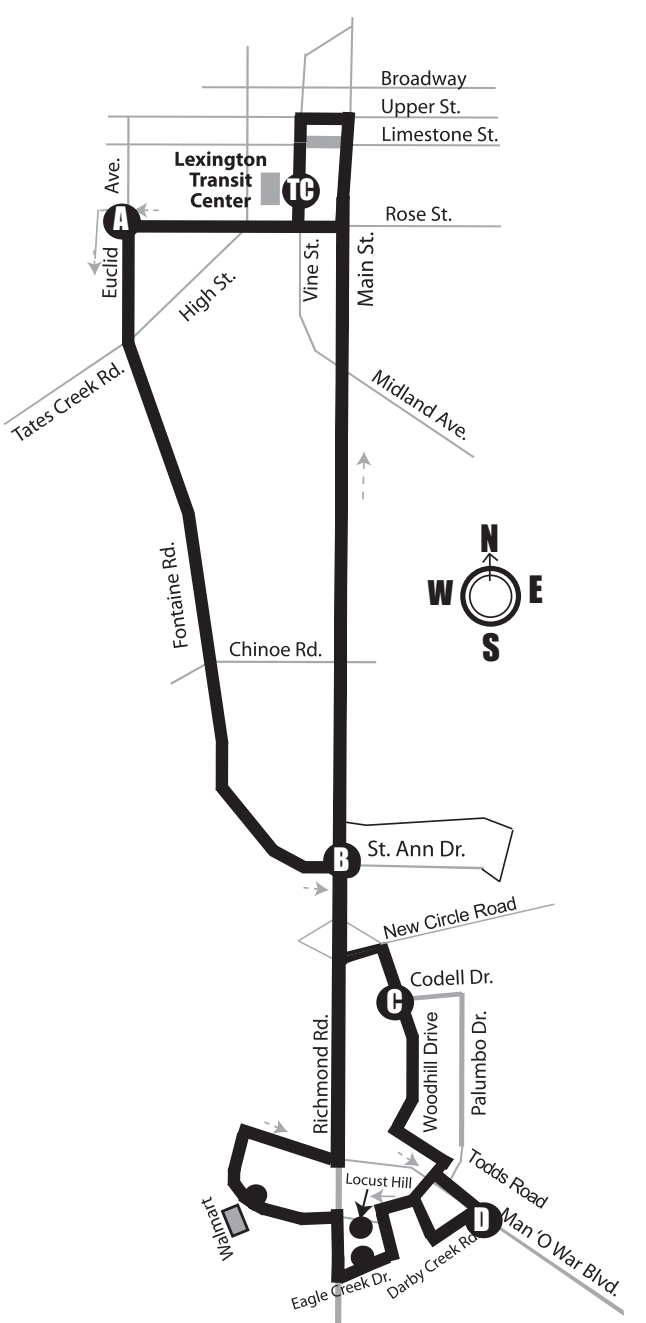 Broadway
Upper St.
Limestone St.
Lexington
Transit
Center
TC
Ave.
A
Rose St.
Euclid
High St.
Vine St.
Main St.
Tates Creek Rd.
Midland Ave.
N
W
E
S
Fontaine Rd.
Chinoe Rd.
B
St. Ann Dr.
New Circle Road
C
Codell Dr.
Richmond Rd.
Woodhill Drive
Palumbo Dr.
Locust Hill
Todds Road
Walmart
D
Man ‘O War Blvd.
Eagle Creek Dr.
Darby Creek Rd.